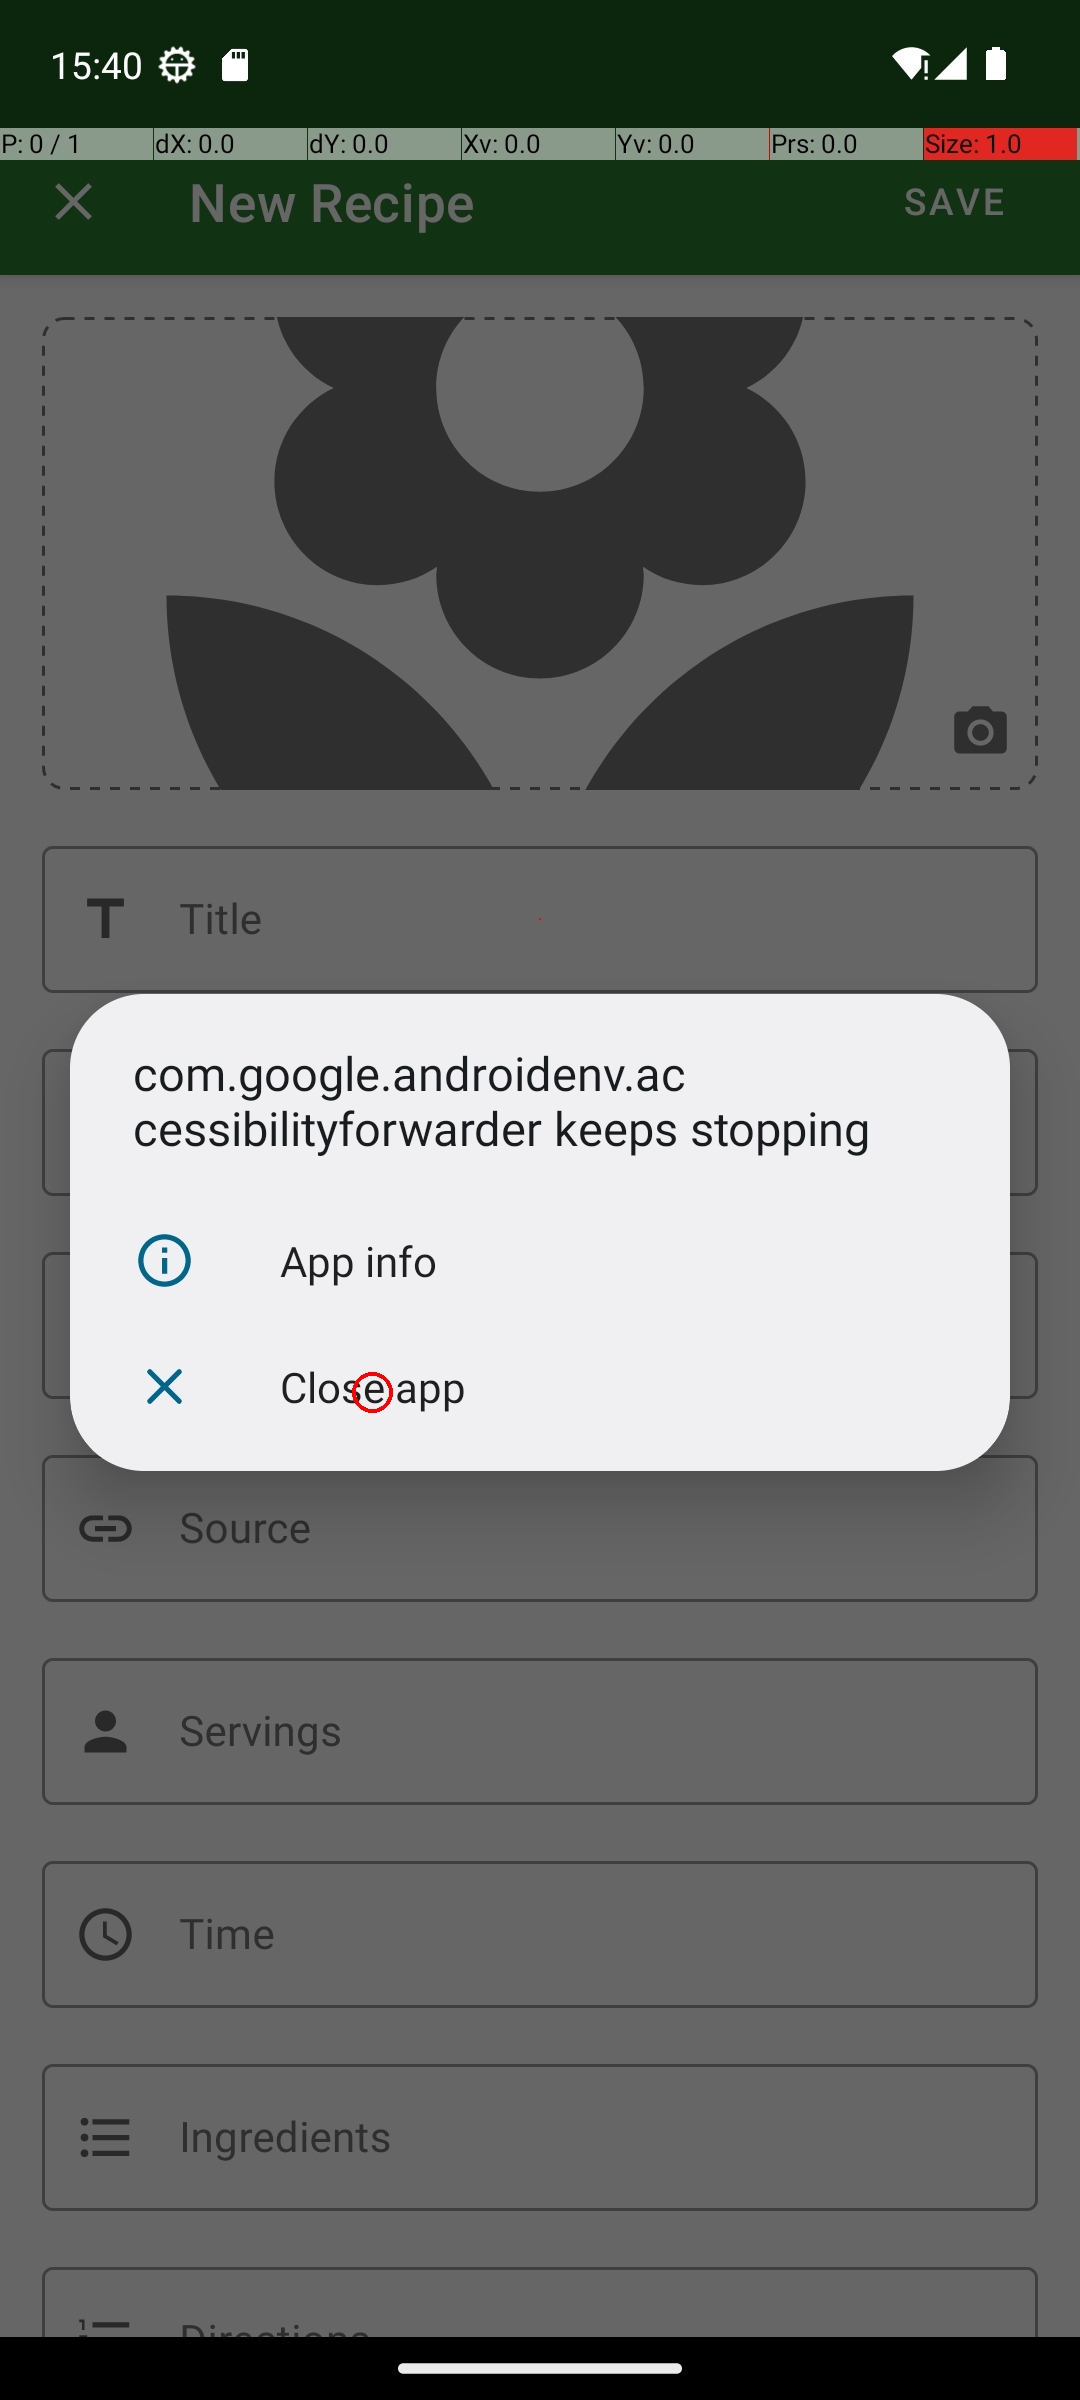 15:40
P: 0 / 1 dX: 0.0 dY: 0.0 Xv: 0.0 Yv: 0.0 Prs: 0.0 Size: 1.0
New Recipe SAVE
Title
com.google.androidenv.ac
cessibilityforwarder keeps stopping
App info
Close app
Source
Servings
Time
Ingredients
Directions